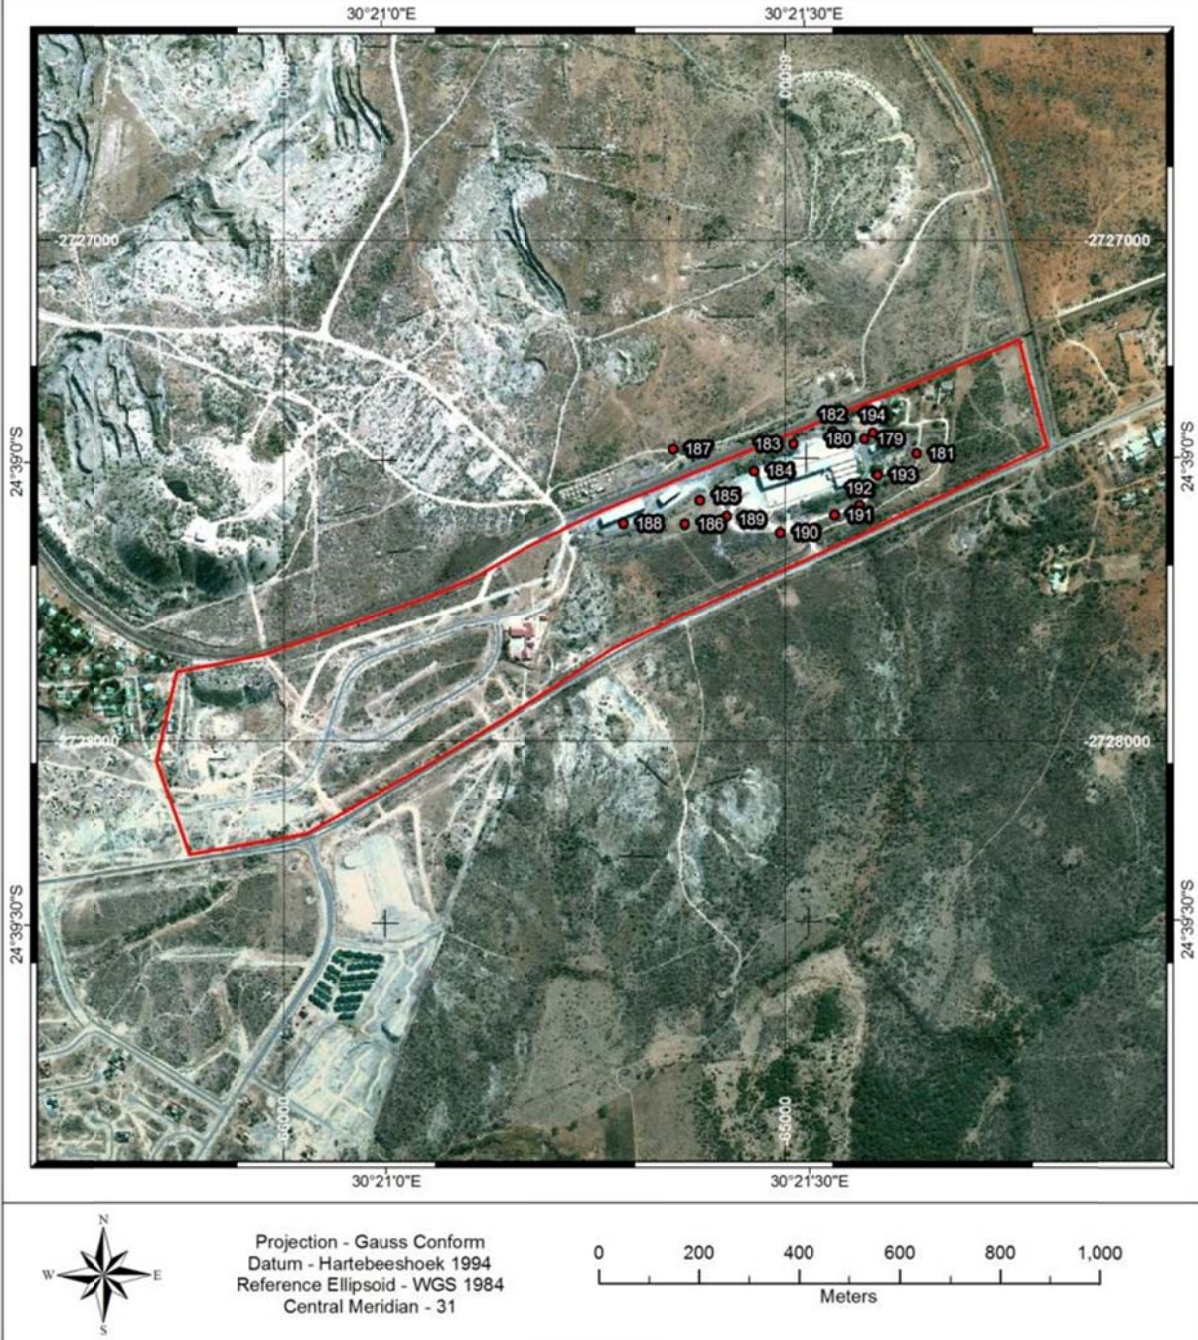 30°21'0"E 30°21'30"E
-65000
-2727000 -2727000
182 194
183 180 179
187 181
24°39'0"S 24°39'0"S
184 193
192
185
191
188 186 189
190
-2728000 -2728000
24°39'30"S 24°39'30"S
-66000 -65000
30°21'0"E 30°21'30"E
N
W E
S
Projection - Gauss Conform
Datum - Hartebeeshoek 1994
Reference Ellipsoid - WGS 1984
Central Meridian - 31
0 200 400 600 800 1,000
Meters